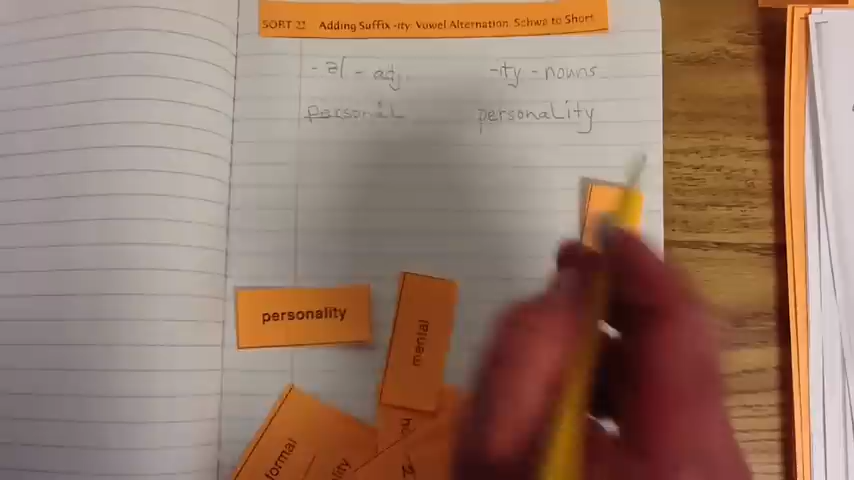 SORT 22 Adding Suffix -ity: Vowel Alternation Schwa to Short
-al - adj. -ity - nouns
personal personality
personality
mental
formal